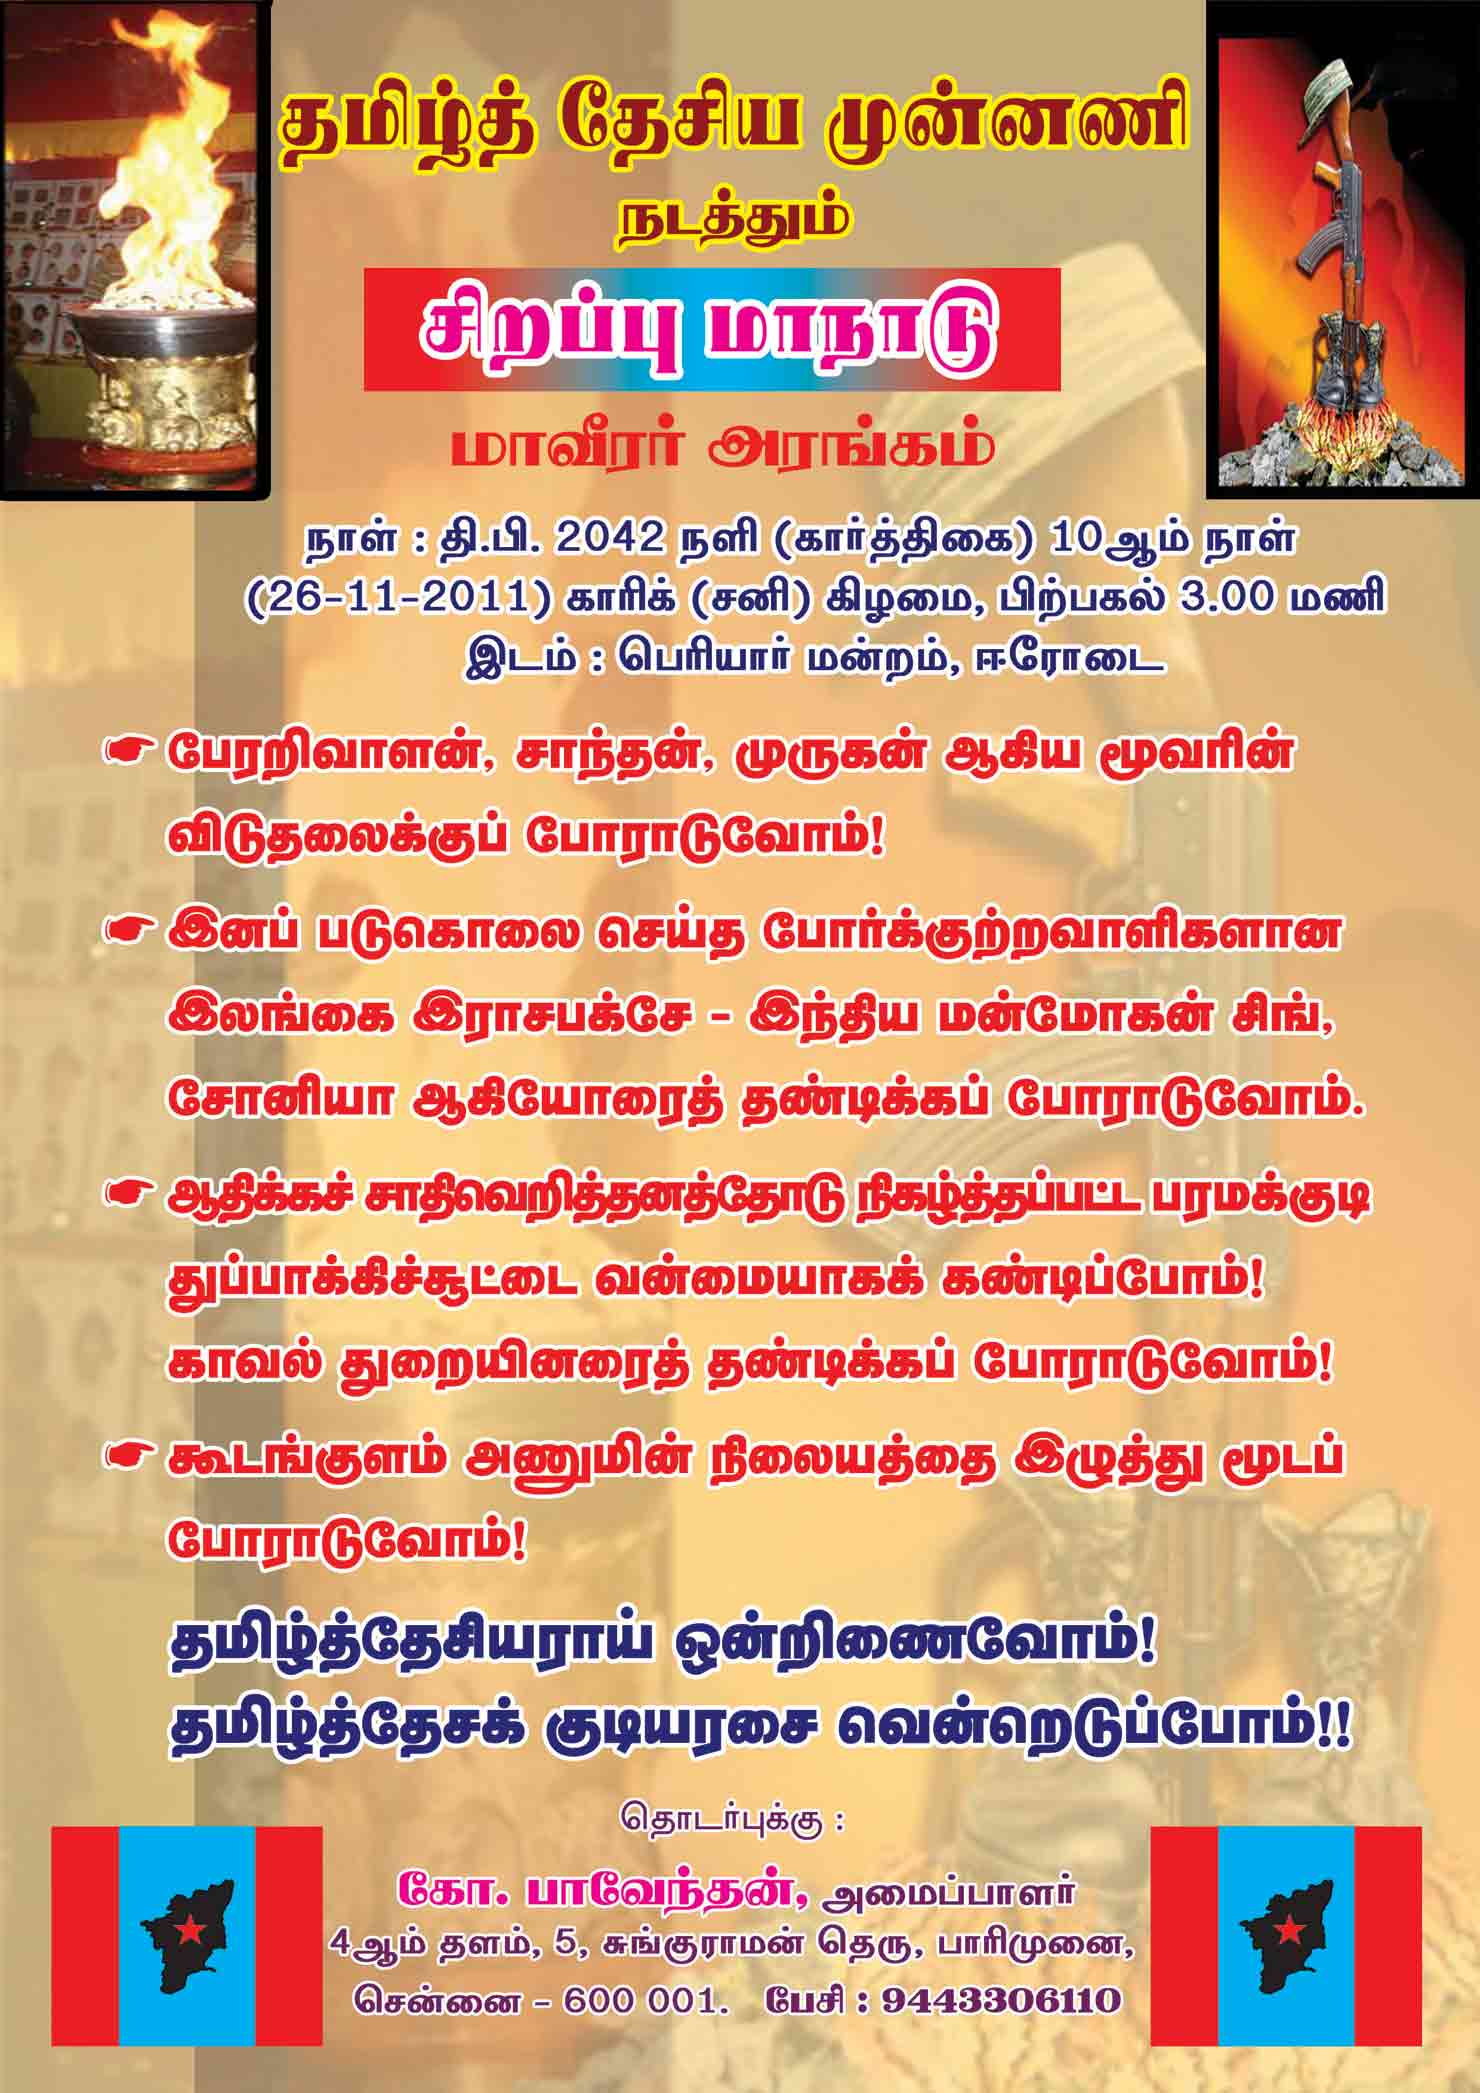 தமிழ்த் தேசிய முன்னணி
நடத்தும்
சிறப்பு மாநாடு
மாவீரர் அரங்கம்
நாள் : தி.பி. 2042 நளி (கார்த்திகை) 10ஆம் நாள்
(26-11-2011) காரிக் (சனி) கிழமை, பிற்பகல் 3.00 மணி
இடம் : பெரியார் மன்றம், ஈரோடை
பேரறிவாளன், சாந்தன், முருகன் ஆகிய மூவரின்
விடுதலைக்குப் போராடுவோம்!
இனப் படுகொலை செய்த போர்க்குற்றவாளிகளான
இலங்கை இராசபக்சே - இந்திய மன்மோகன் சிங்,
சோனியா ஆகியோரைத் தண்டிக்கப் போராடுவோம்.
ஆதிக்கச் சாதிவெறித்தனத்தோடு நிகழ்த்தப்பட்ட பரமக்குடி
துப்பாக்கிச்சூட்டை வன்மையாகக் கண்டிப்போம்!
காவல் துறையினரைத் தண்டிக்கப் போராடுவோம்!
கூடங்குளம் அணுமின் நிலையத்தை இழுத்து மூடப்
போராடுவோம்!
தமிழ்த்தேசியராய் ஒன்றிணைவோம்!
தமிழ்த்தேசக் குடியரசை வென்றெடுப்போம்!!
தொடர்புக்கு :
கோ. பாவேந்தன், அமைப்பாளர்
4ஆம் தளம், 5, சுங்குராமன் தெரு, பாரிமுனை,
சென்னை - 600 001. பேசி : 9443306110